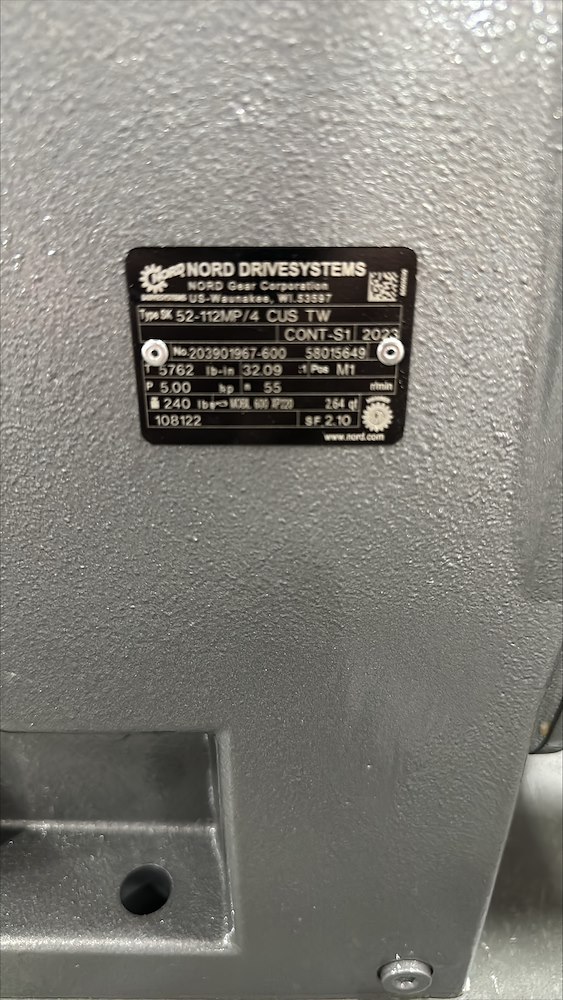 NORD
NORD DRIVESYSTEMS
NORD Gear Corporation
US-Waunakee, WI.53597
Type SK 52-112MP/4 CUS TW
CONT-S1 2023
No. 203901967-600 58015649
T 5762 lb-in 32.09 :1 Pos M1
P 5.00 hp n 55 r/min
240 lbs MOBIL 600 XP220 2.64 qt
108122 SF 2.10
www.nord.com